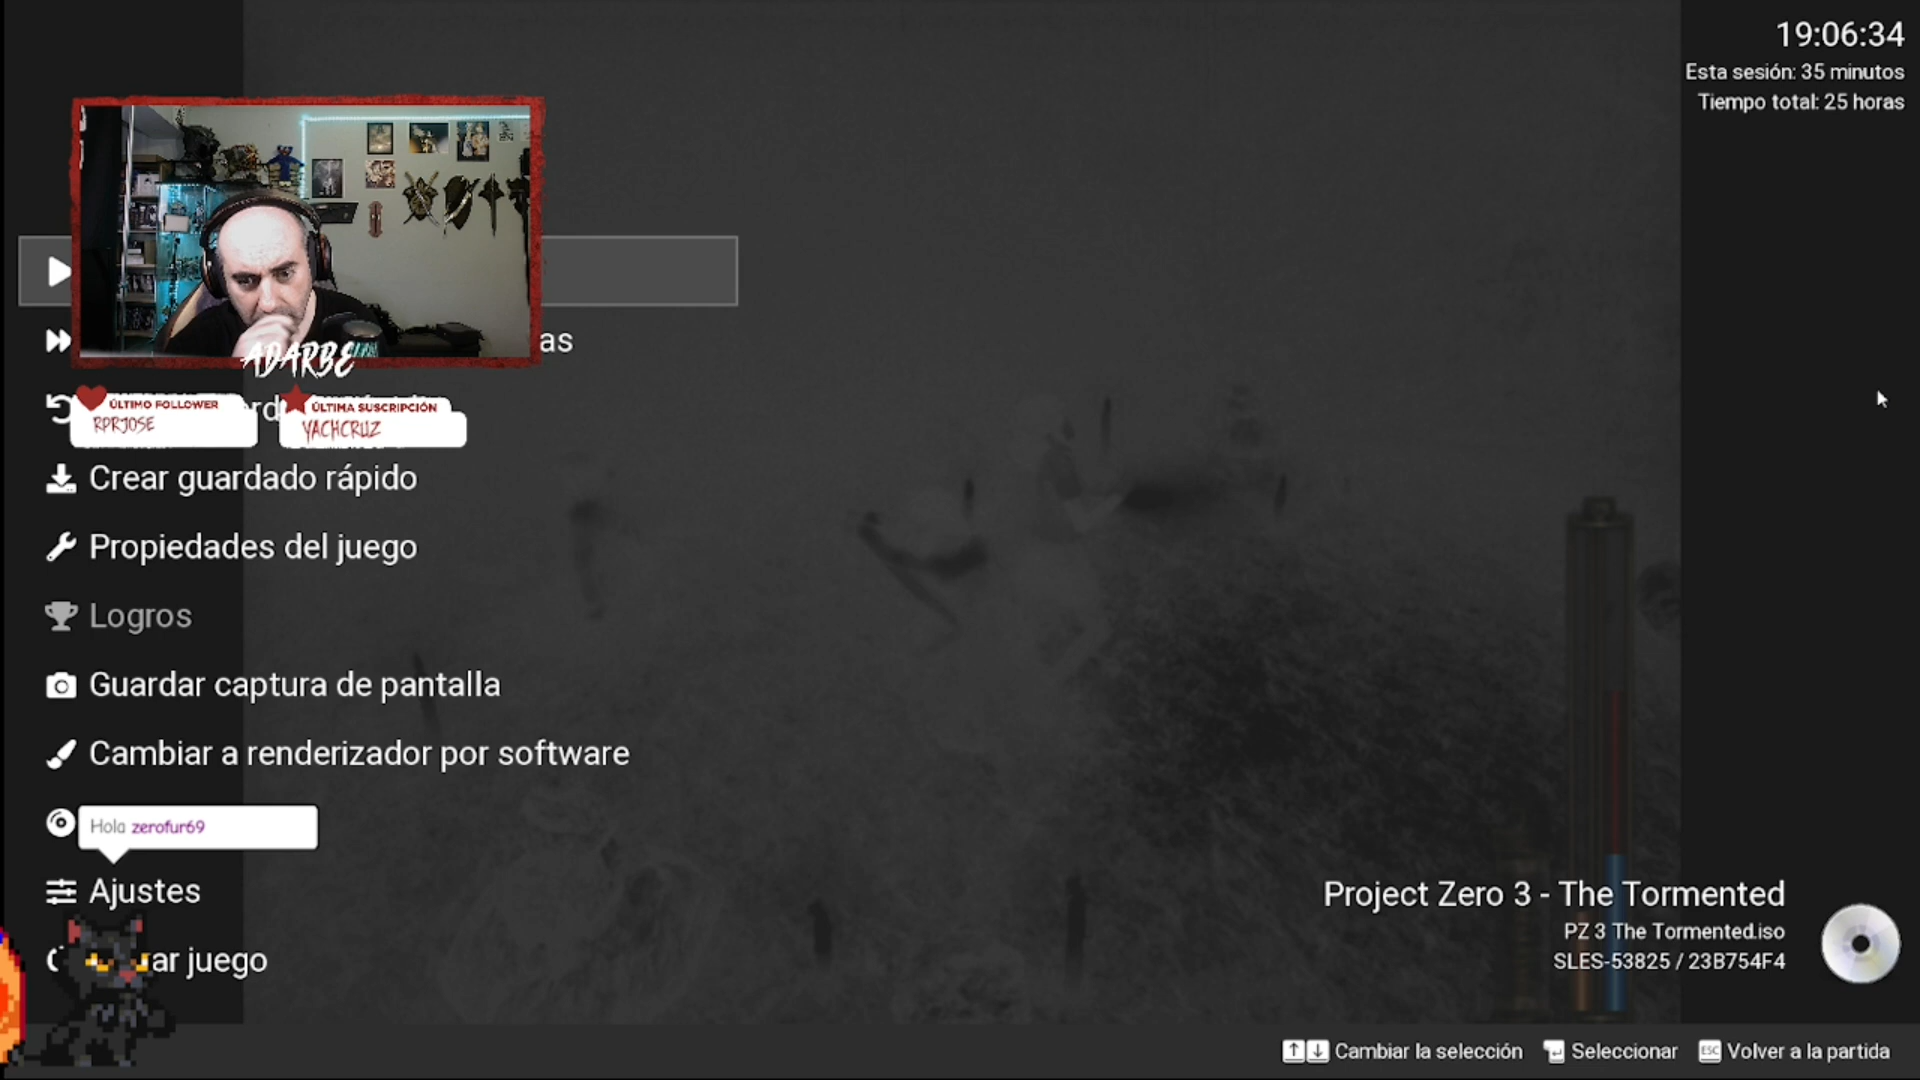 19:06:34
Esta sesión: 35 minutos
Tiempo total: 25 horas
as
ADARBE
ÚLTIMO FOLLOWER
RPRJOSE
ÚLTIMA SUSCRIPCIÓN
YACHCRUZ
Crear guardado rápido
Propiedades del juego
Logros
Guardar captura de pantalla
Cambiar a renderizador por software
Hola zerofur69
Ajustes
ar juego
Project Zero 3 - The Tormented
PZ 3 The Tormented.iso
SLES-53825 / 23B754F4
Cambiar la selección
Seleccionar
ESC Volver a la partida